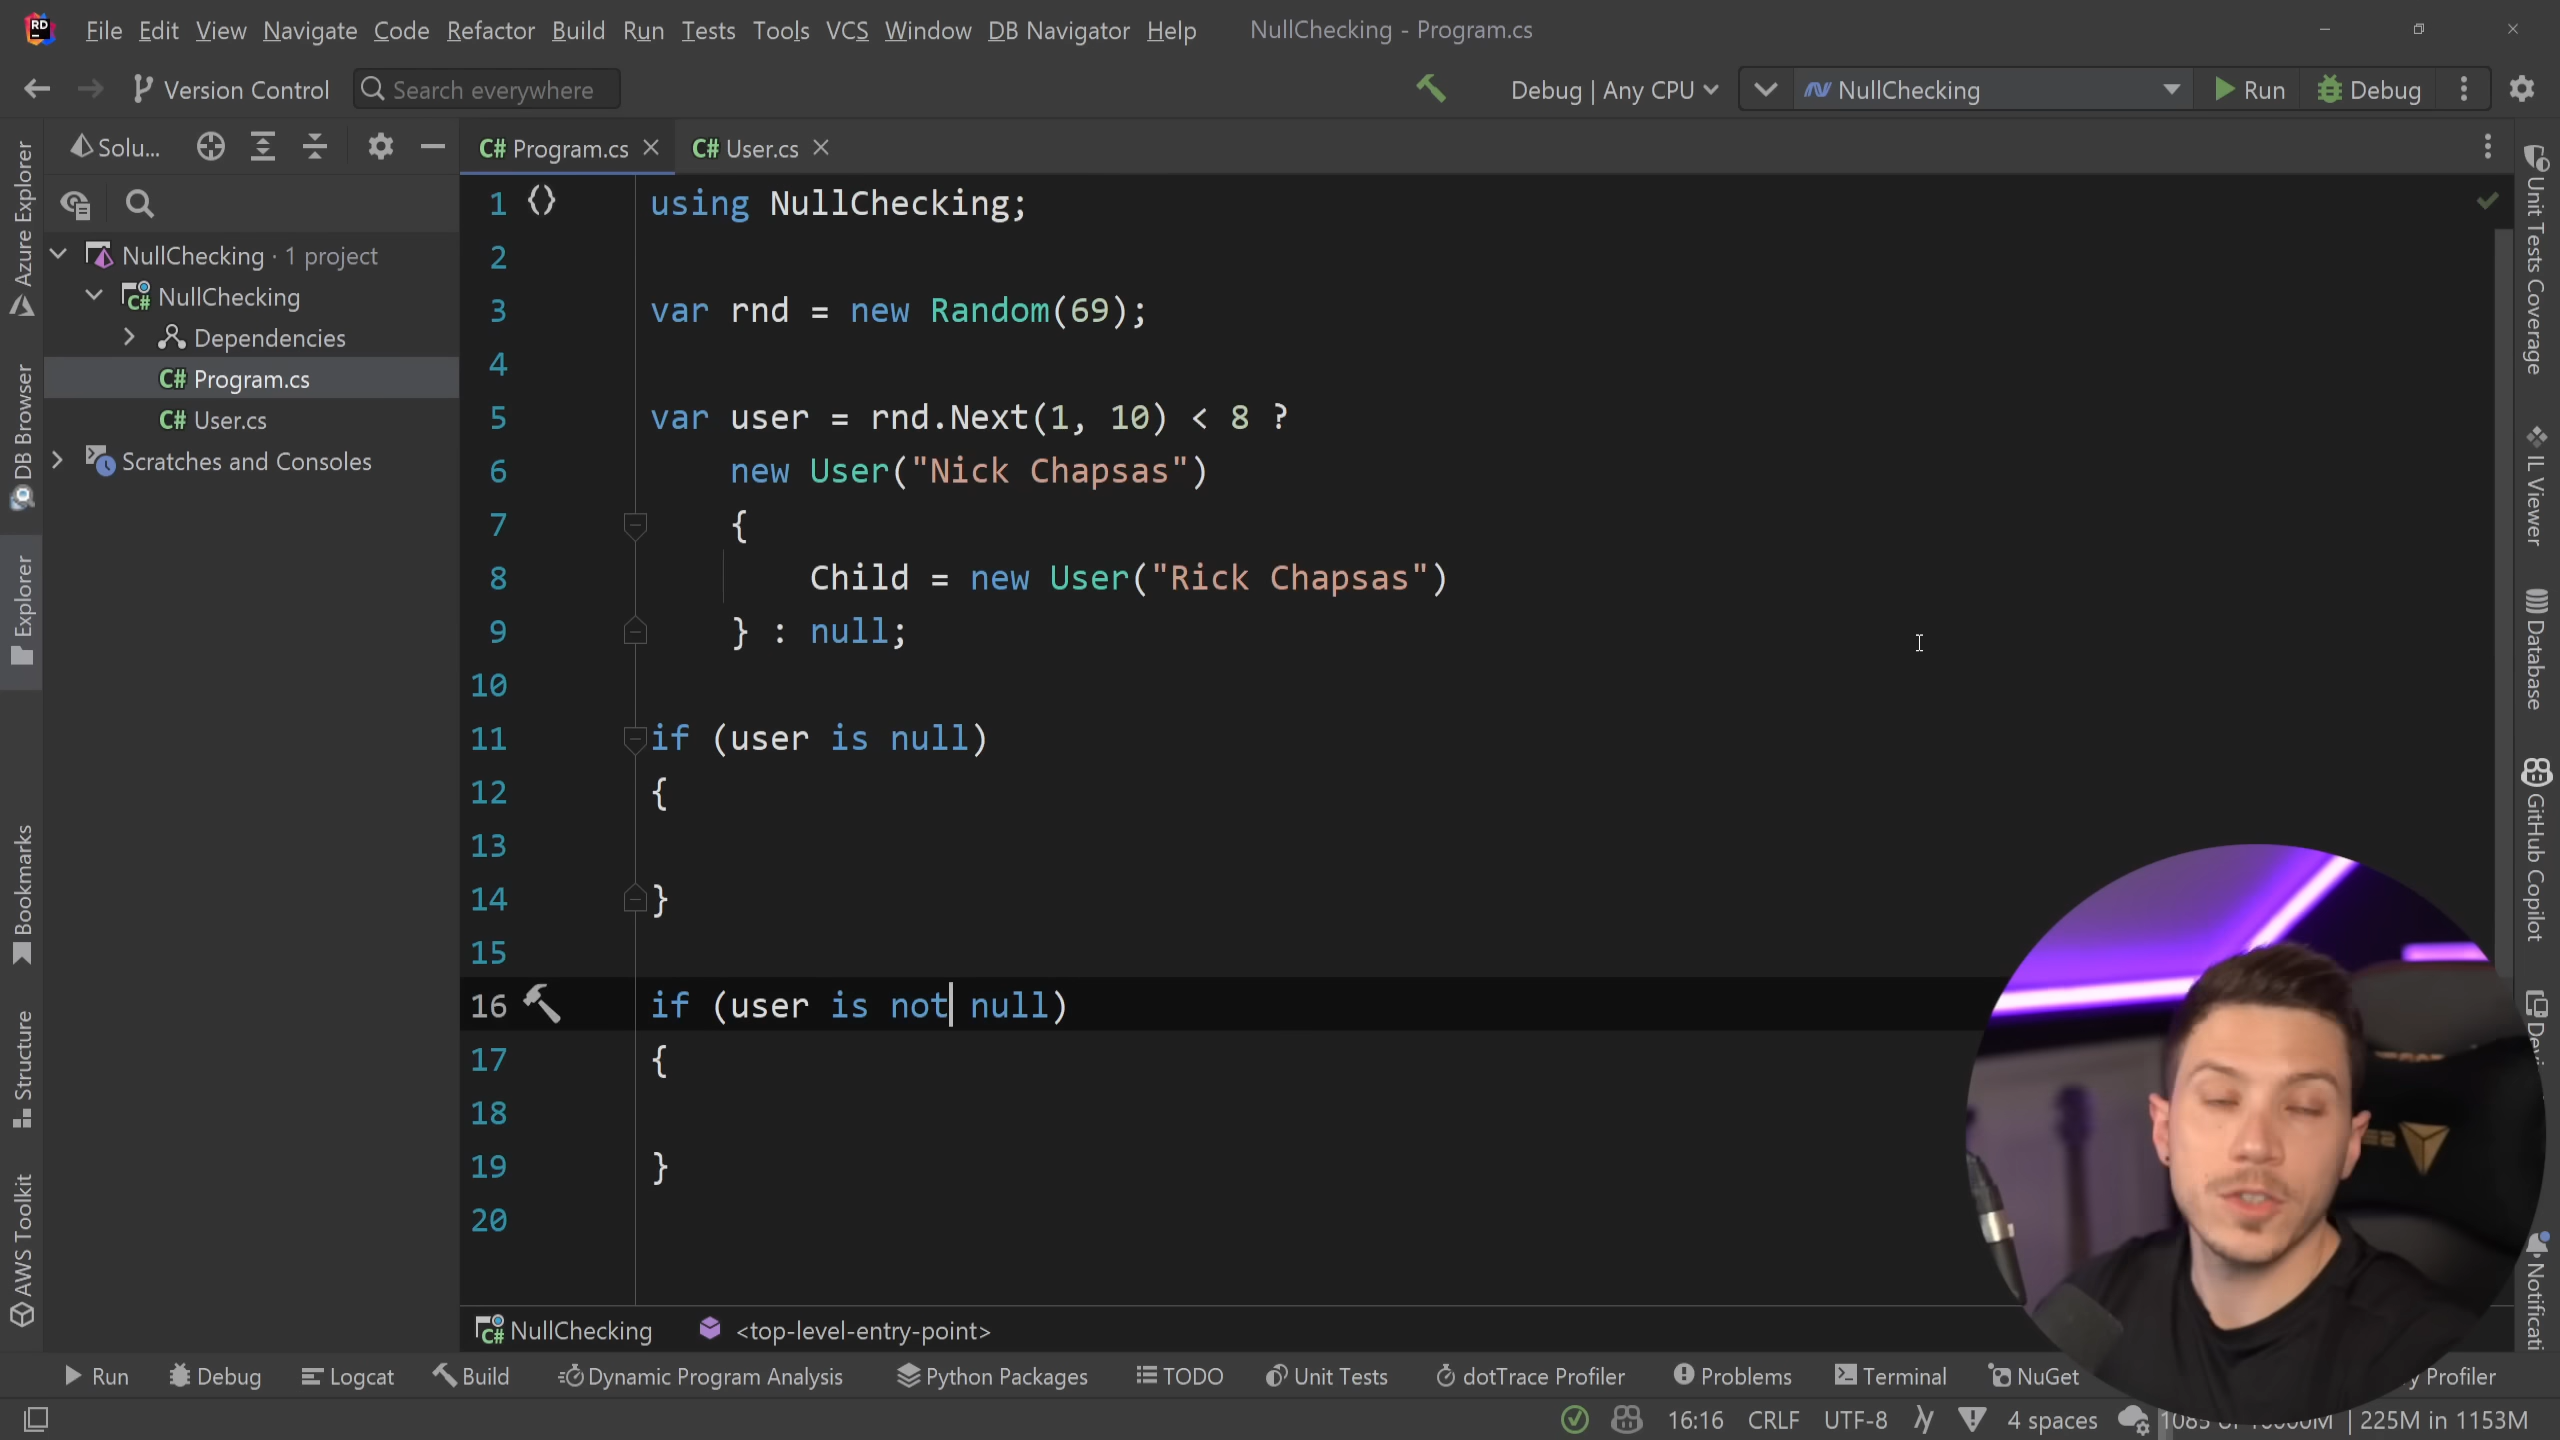 RD File Edit View Navigate Code Refactor Build Run Tests Tools VCS Window DB Navigator Help NullChecking - Program.cs
Version Control Search everywhere Debug | Any CPU NullChecking Run Debug
Solu...
C# Program.cs C# User.cs
NullChecking · 1 project
C# NullChecking
Dependencies
C# Program.cs
C# User.cs
Scratches and Consoles
Azure Explorer
DB Browser
Explorer
Bookmarks
Structure
AWS Toolkit
1 using NullChecking;
2
3 var rnd = new Random(69);
4
5 var user = rnd.Next(1, 10) < 8 ?
6 new User("Nick Chapsas")
7 {
8 Child = new User("Rick Chapsas")
9 } : null;
10
11 if (user is null)
12 {
13
14 }
15
16 if (user is not null)
17 {
18
19 }
20
Unit Tests Coverage
IL Viewer
Database
GitHub Copilot
Notificati
C# NullChecking <top-level-entry-point>
Run Debug Logcat Build Dynamic Program Analysis Python Packages TODO Unit Tests dotTrace Profiler Problems Terminal NuGet y Profiler
16:16 CRLF UTF-8 4 spaces 225M in 1153M